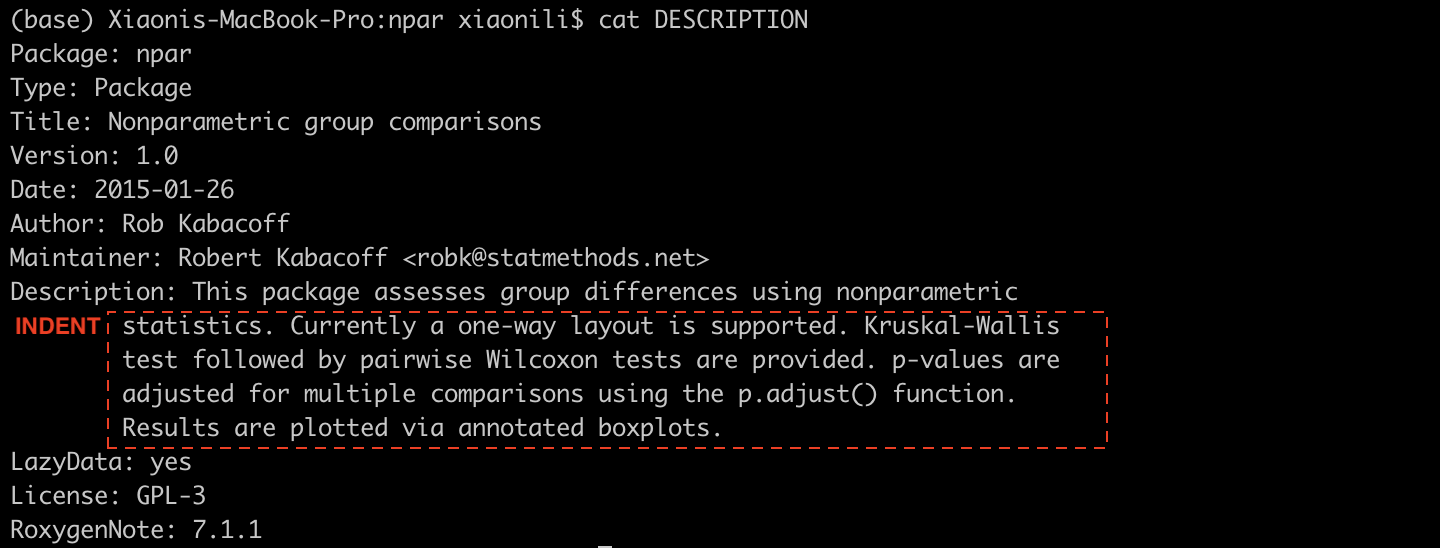 (base) Xiaonis-MacBook-Pro:npar xiaonili$ cat DESCRIPTION
Package: npar
Type: Package
Title: Nonparametric group comparisons
Version: 1.0
Date: 2015-01-26
Author: Rob Kabacoff
Maintainer: Robert Kabacoff <robk@statmethods.net>
Description: This package assesses group differences using nonparametric
INDENT statistics. Currently a one-way layout is supported. Kruskal-Wallis
test followed by pairwise Wilcoxon tests are provided. p-values are
adjusted for multiple comparisons using the p.adjust() function.
Results are plotted via annotated boxplots.
LazyData: yes
License: GPL-3
RoxygenNote: 7.1.1